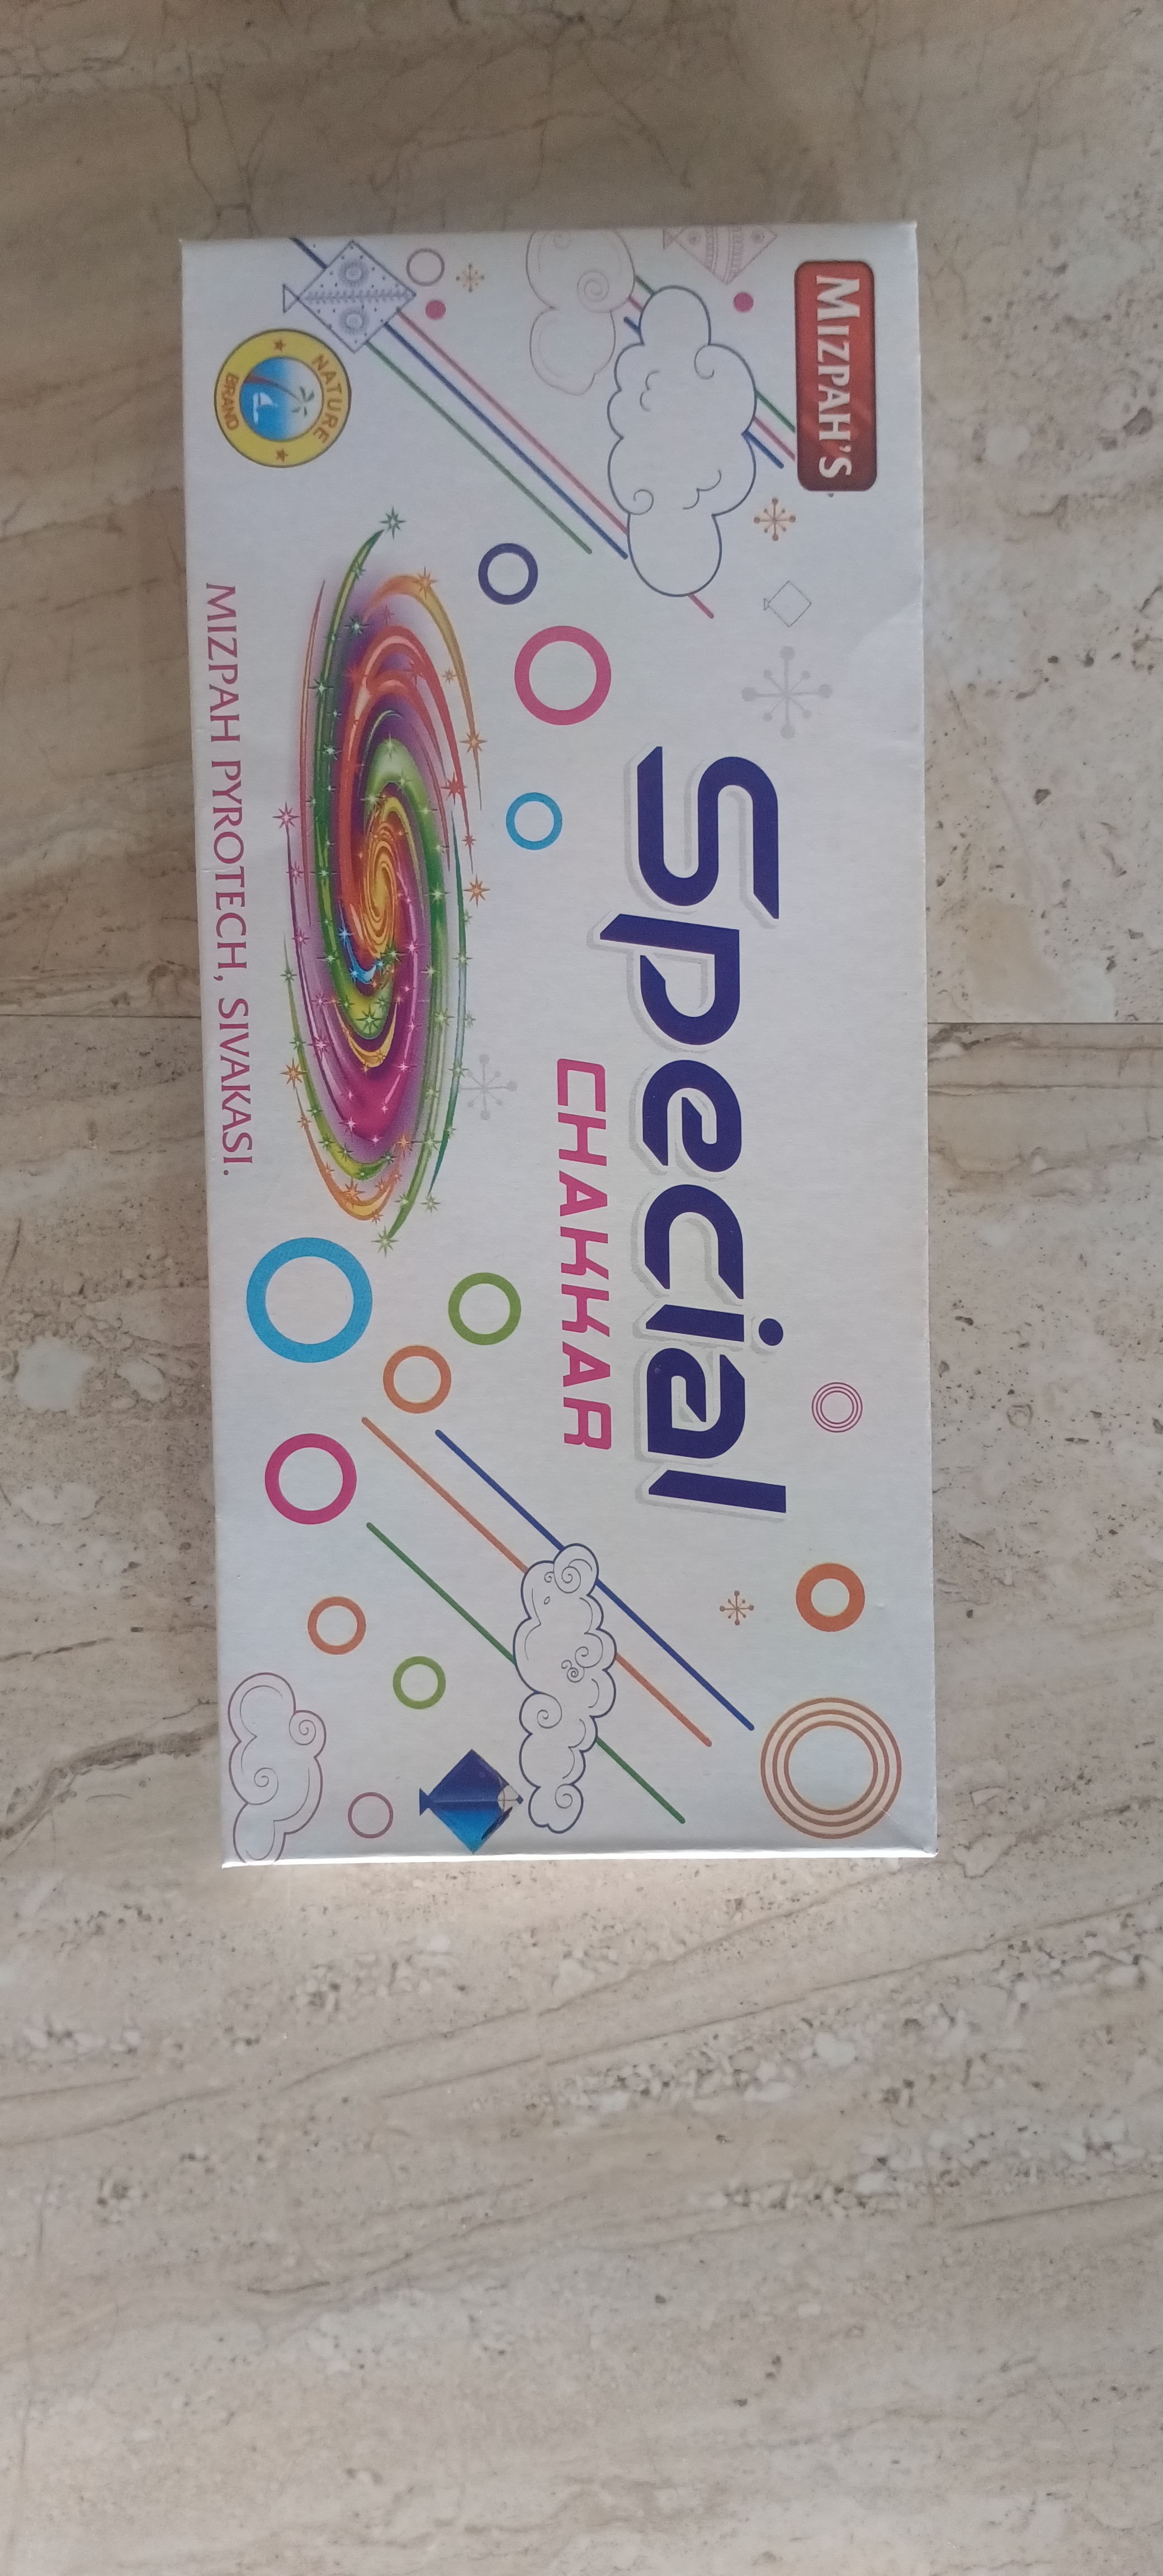 MIZPAH'S
Special
CHAKKAR
NATURE
BRAND
MIZPAH PYROTECH, SIVAKASI.